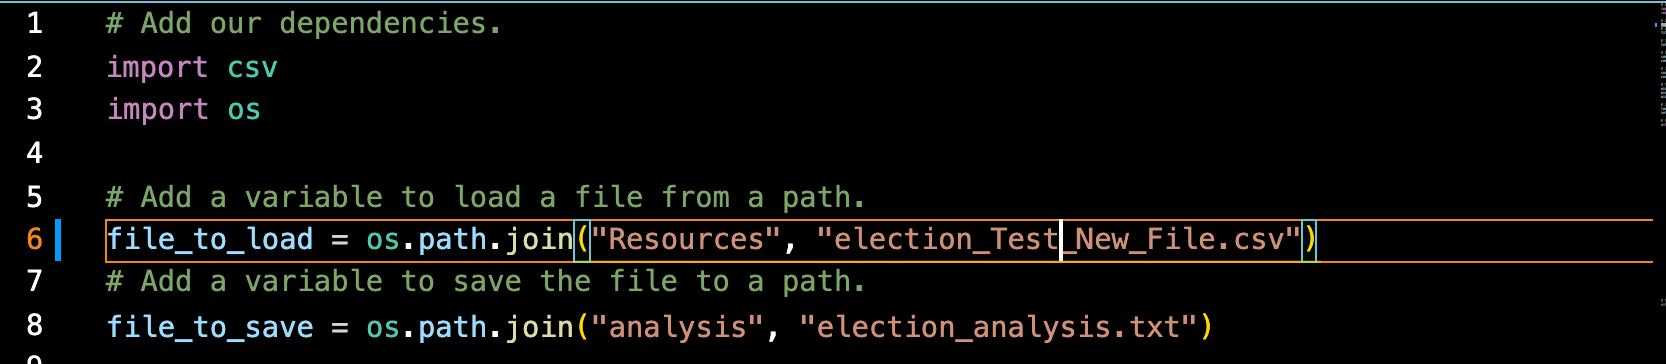 1 # Add our dependencies.
2 import csv
3 import os
4
5 # Add a variable to load a file from a path.
6 file_to_load = os.path.join("Resources", "election_Test_New_File.csv")
7 # Add a variable to save the file to a path.
8 file_to_save = os.path.join("analysis", "election_analysis.txt")